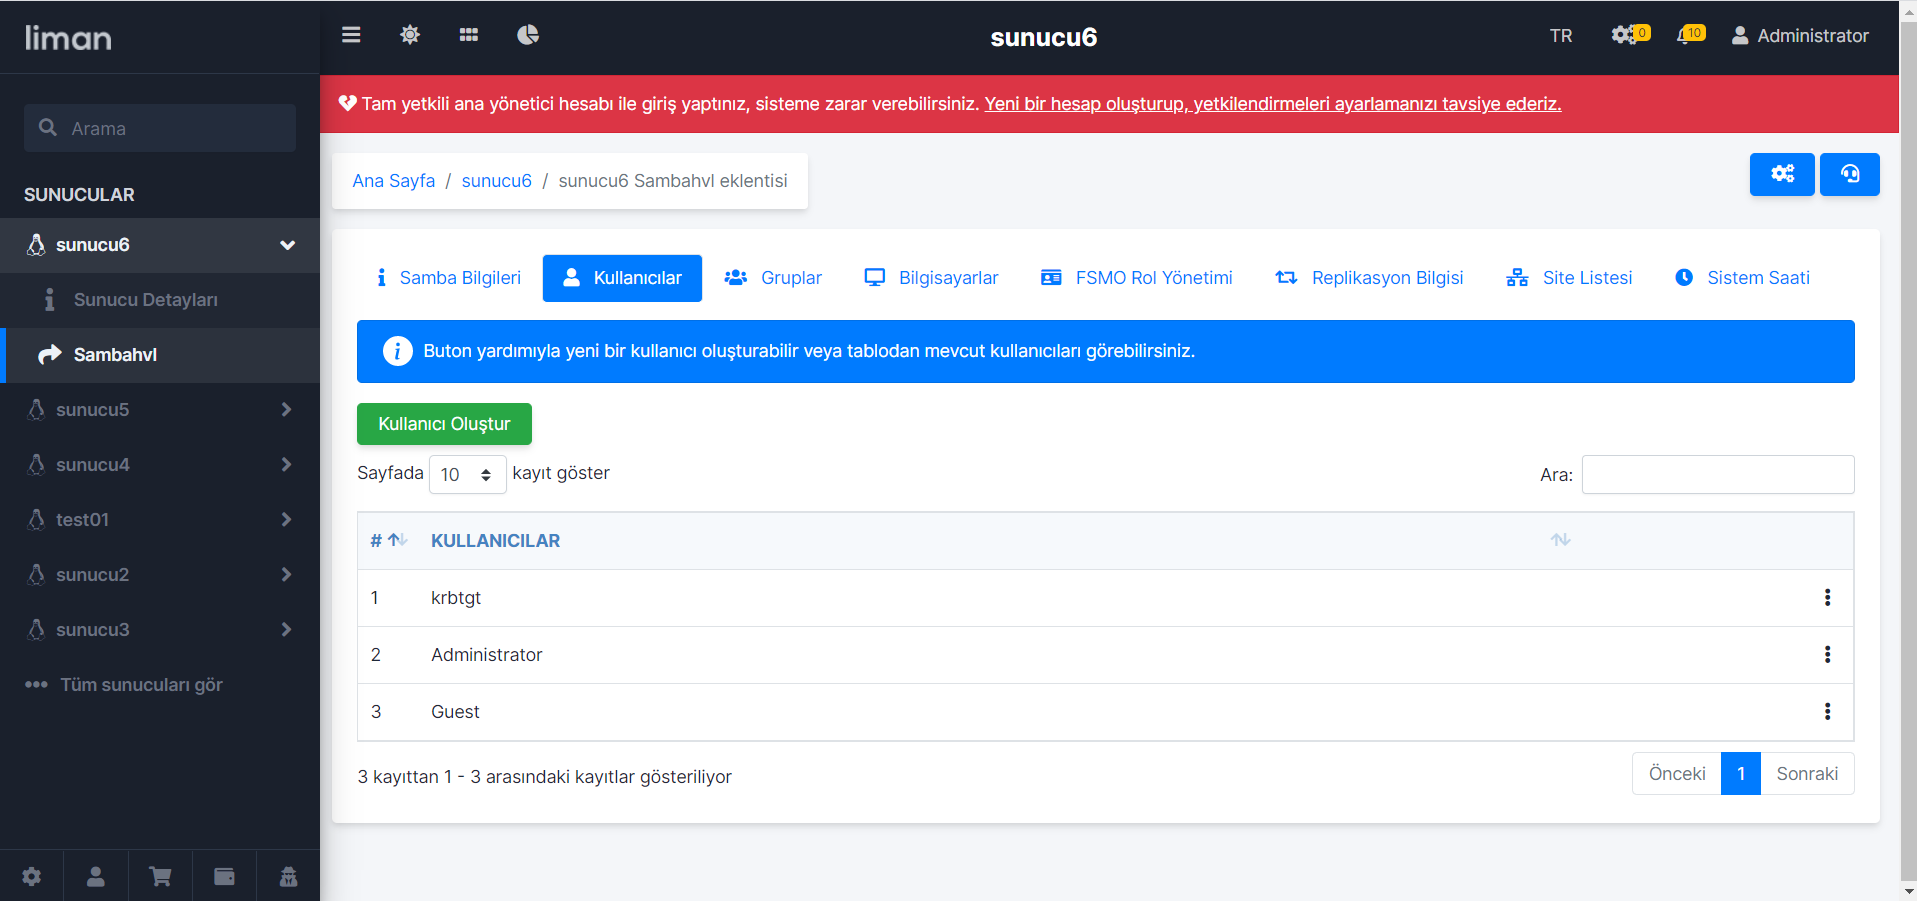 liman
sunucu6
TR
0
10
Administrator
Arama
Tam yetkili ana yönetici hesabı ile giriş yaptınız, sisteme zarar verebilirsiniz. Yeni bir hesap oluşturup, yetkilendirmeleri ayarlamanızı tavsiye ederiz.
SUNUCULAR
sunucu6
Sunucu Detayları
Sambahvl
sunucu5
sunucu4
test01
sunucu2
sunucu3
Tüm sunucuları gör
Ana Sayfa / sunucu6 / sunucu6 Sambahvl eklentisi
Samba Bilgileri
Kullanıcılar
Gruplar
Bilgisayarlar
FSMO Rol Yönetimi
Replikasyon Bilgisi
Site Listesi
Sistem Saati
Buton yardımıyla yeni bir kullanıcı oluşturabilir veya tablodan mevcut kullanıcıları görebilirsiniz.
Kullanıcı Oluştur
Sayfada 10 kayıt göster
Ara:
# KULLANICILAR
1 krbtgt
2 Administrator
3 Guest
3 kayıttan 1 - 3 arasındaki kayıtlar gösteriliyor
Önceki 1 Sonraki